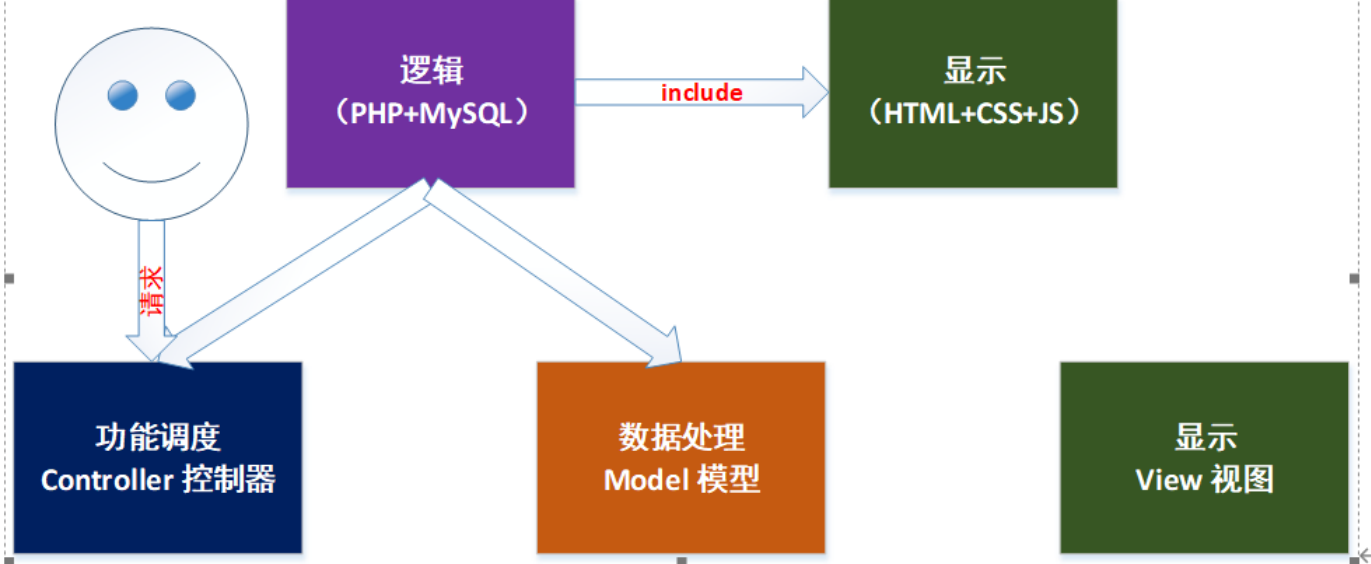 逻辑
（PHP+MySQL）
include
显示
（HTML+CSS+JS）
请求
功能调度
Controller 控制器
数据处理
Model 模型
显示
View 视图